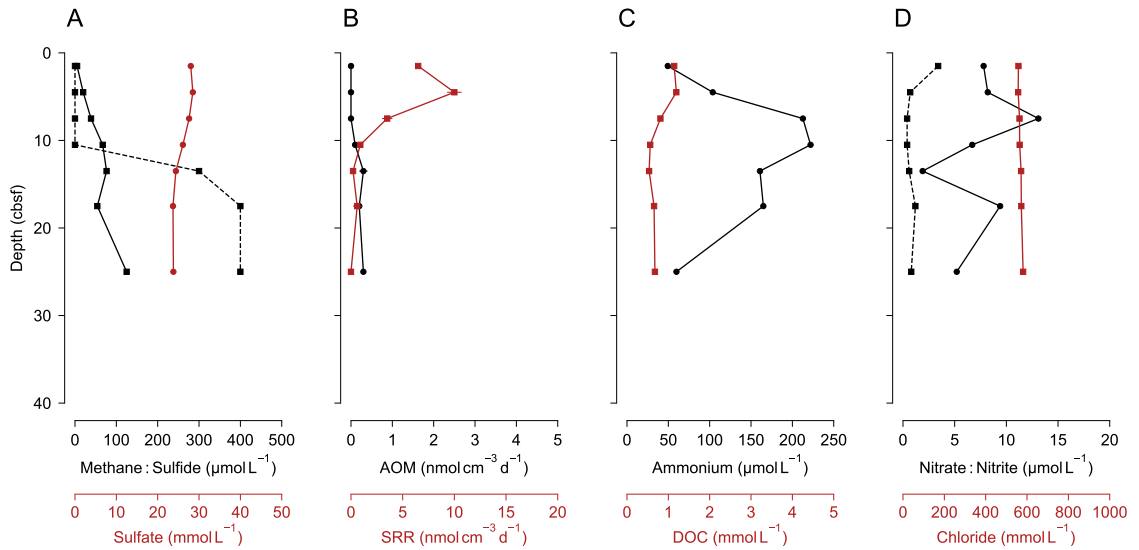 A B C D
0
10
20
30
40
Depth (cbsf)
0 100 200 300 400 500
Methane : Sulfide (µmol L⁻¹)
0 10 20 30 40 50
Sulfate (mmol L⁻¹)
0 1 2 3 4 5
AOM (nmol cm⁻³ d⁻¹)
0 5 10 15 20
SRR (nmol cm⁻³ d⁻¹)
0 50 100 150 200 250
Ammonium (µmol L⁻¹)
0 1 2 3 4 5
DOC (mmol L⁻¹)
0 5 10 15 20
Nitrate : Nitrite (µmol L⁻¹)
0 200 400 600 800 1000
Chloride (mmol L⁻¹)